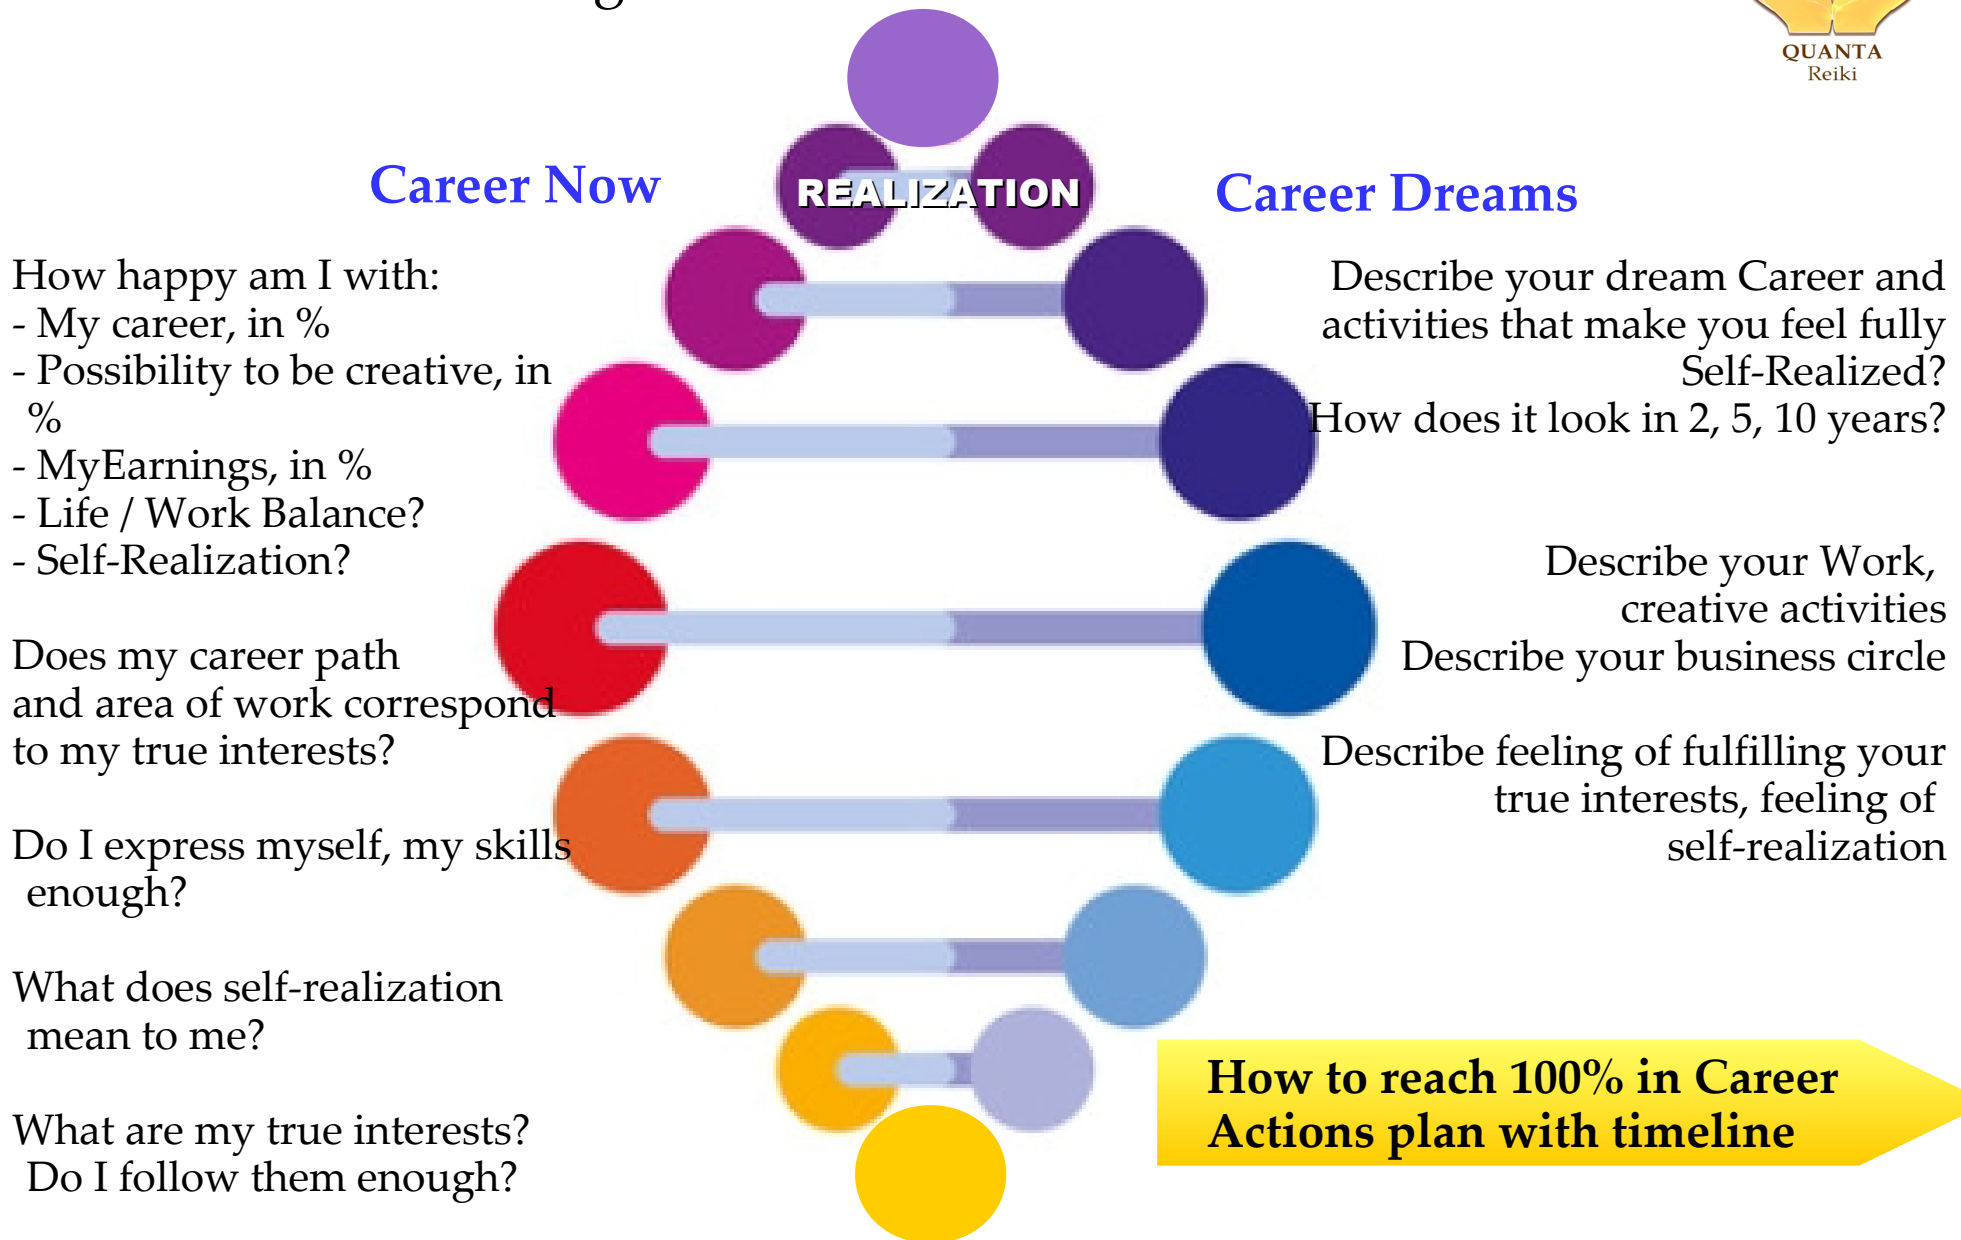 QUANTA
Reiki
Career Now
REALIZATION
Career Dreams
How happy am I with:
- My career, in %
- Possibility to be creative, in
%
- MyEarnings, in %
- Life / Work Balance?
- Self-Realization?
Does my career path
and area of work correspond
to my true interests?
Do I express myself, my skills
enough?
What does self-realization
mean to me?
What are my true interests?
Do I follow them enough?
Describe your dream Career and
activities that make you feel fully
Self-Realized?
How does it look in 2, 5, 10 years?
Describe your Work,
creative activities
Describe your business circle
Describe feeling of fulfilling your
true interests, feeling of
self-realization
How to reach 100% in Career
Actions plan with timeline